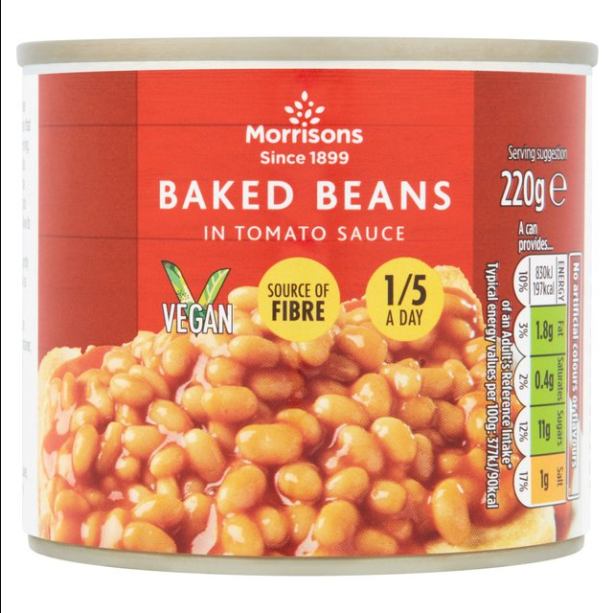 Morrisons
Since 1899
BAKED BEANS
IN TOMATO SAUCE
VEGAN
SOURCE OF
FIBRE
1/5
A DAY
Serving suggestion
220g e
A can
provides...
ENERGY
830kJ
197kcal
10%
Fat
1.8g
3%
Saturates
0.4g
2%
Sugars
11g
12%
Salt
1g
17%
of an Adult's Reference Intake*
Typical energy values per 100g: 377kJ/90kcal
No artificial colours or flavours